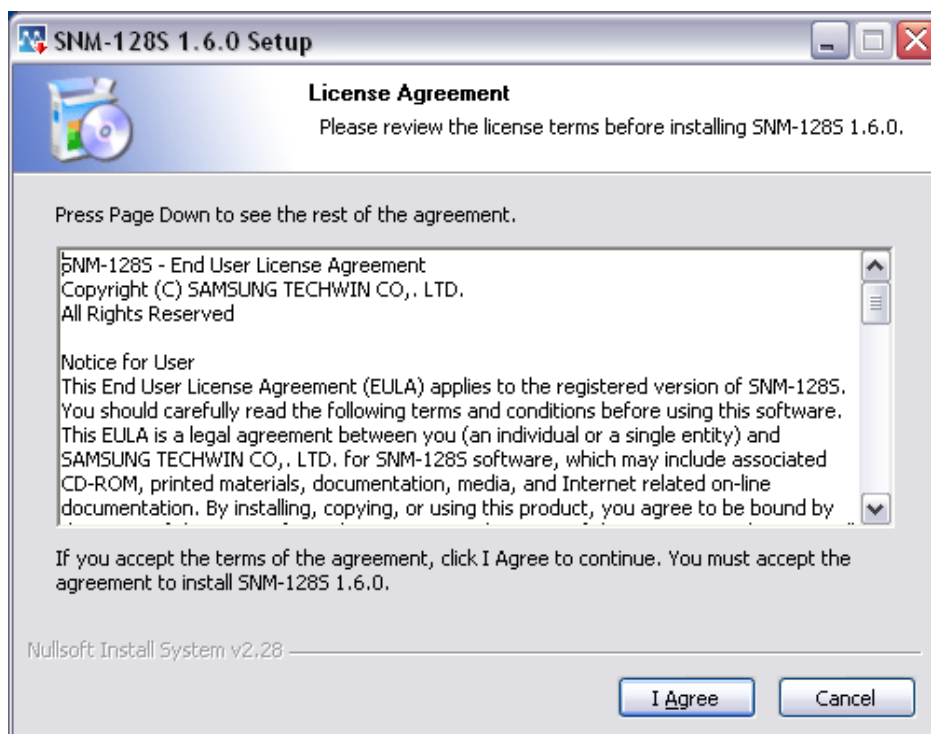 SNM-128S 1.6.0 Setup
License Agreement
Please review the license terms before installing SNM-128S 1.6.0.
Press Page Down to see the rest of the agreement.
SNM-128S - End User License Agreement
Copyright (C) SAMSUNG TECHWIN CO,. LTD.
All Rights Reserved
Notice for User
This End User License Agreement (EULA) applies to the registered version of SNM-128S.
You should carefully read the following terms and conditions before using this software.
This EULA is a legal agreement between you (an individual or a single entity) and
SAMSUNG TECHWIN CO,. LTD. for SNM-128S software, which may include associated
CD-ROM, printed materials, documentation, media, and Internet related on-line
documentation. By installing, copying, or using this product, you agree to be bound by
If you accept the terms of the agreement, click I Agree to continue. You must accept the
agreement to install SNM-128S 1.6.0.
Nullsoft Install System v2.28
I Agree
Cancel